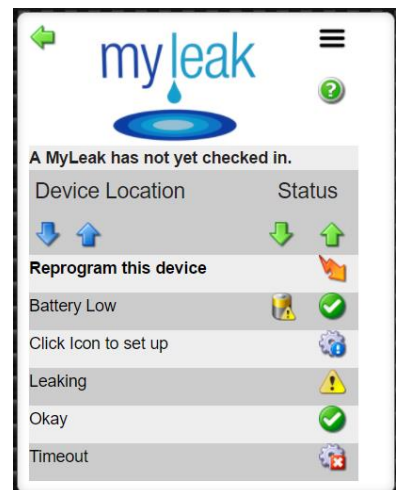 myleak
A MyLeak has not yet checked in.
Device Location Status
Reprogram this device
Battery Low
Click Icon to set up
Leaking
Okay
Timeout